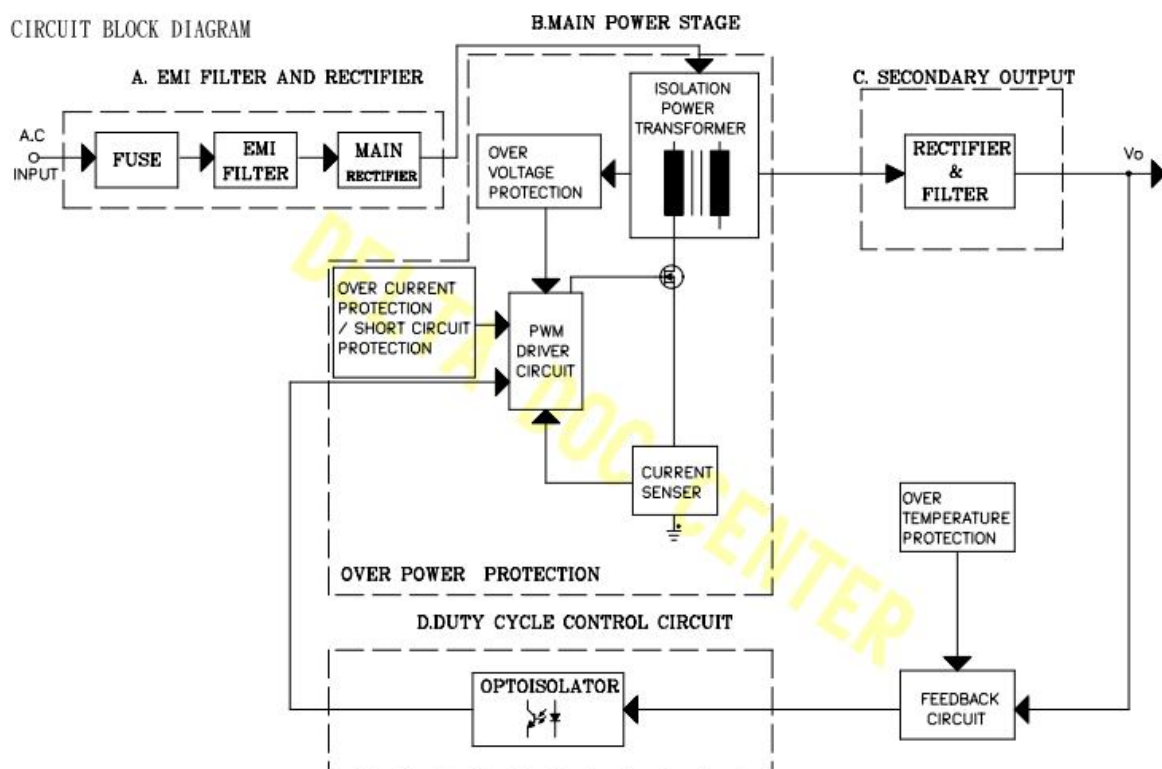 CIRCUIT BLOCK DIAGRAM
B.MAIN POWER STAGE
A. EMI FILTER AND RECTIFIER
C. SECONDARY OUTPUT
A.C
INPUT
FUSE
EMI
FILTER
MAIN
RECTIFIER
OVER
VOLTAGE
PROTECTION
ISOLATION
POWER
TRANSFORMER
RECTIFIER
&
FILTER
Vo
OVER CURRENT
PROTECTION
/ SHORT CIRCUIT
PROTECTION
PWM
DRIVER
CIRCUIT
CURRENT
SENSER
OVER
TEMPERATURE
PROTECTION
OVER POWER PROTECTION
D.DUTY CYCLE CONTROL CIRCUIT
OPTOISOLATOR
FEEDBACK
CIRCUIT
DELTA DOC CENTER